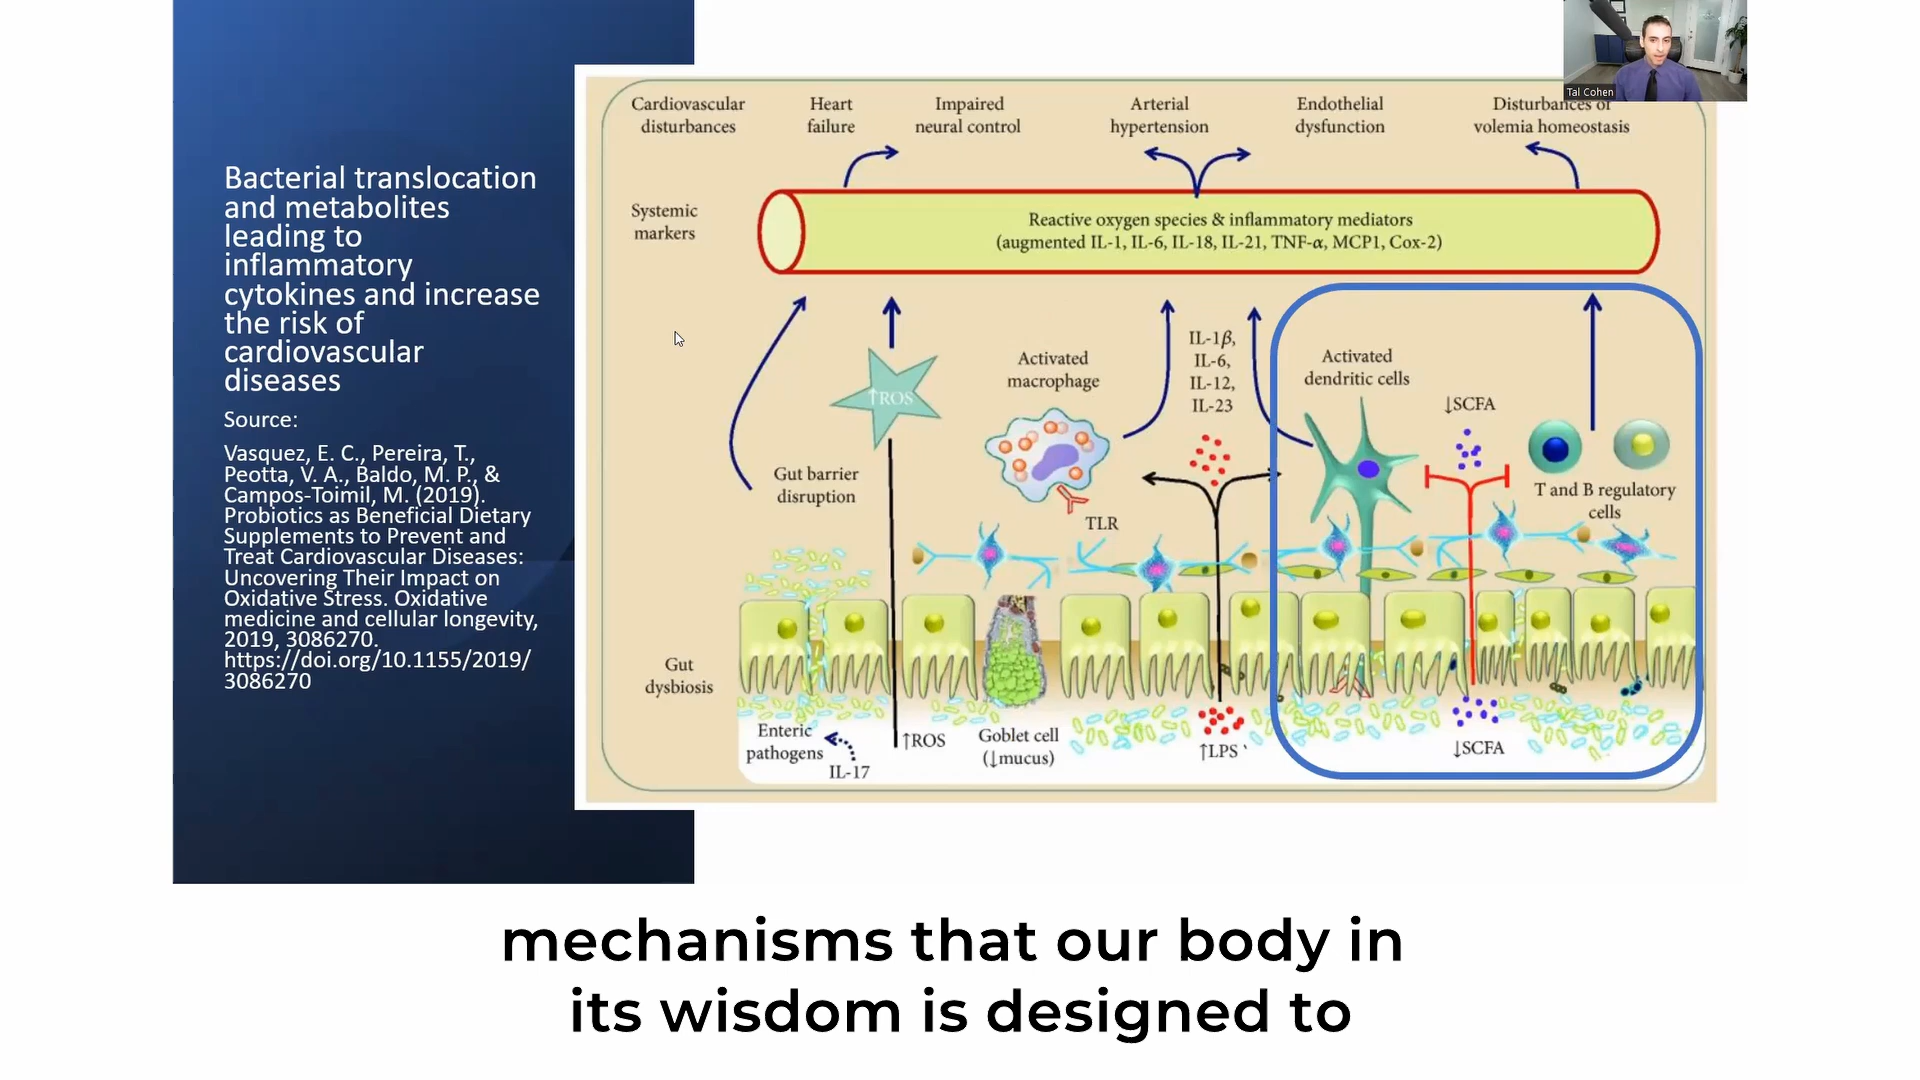 Tal Cohen
Bacterial translocation
and metabolites
leading to
inflammatory
cytokines and increase
the risk of
cardiovascular
diseases
Source:
Vasquez, E. C., Pereira, T.,
Peotta, V. A., Baldo, M. P., &
Campos-Toimil, M. (2019).
Probiotics as Beneficial Dietary
Supplements to Prevent and
Treat Cardiovascular Diseases:
Uncovering Their Impact on
Oxidative Stress. Oxidative
medicine and cellular longevity,
2019, 3086270.
https://doi.org/10.1155/2019/
3086270
Cardiovascular
disturbances
Heart
failure
Impaired
neural control
Arterial
hypertension
Endothelial
dysfunction
Disturbances of
volemia homeostasis
Systemic
markers
Reactive oxygen species & inflammatory mediators
(augmented IL-1, IL-6, IL-18, IL-21, TNF-α, MCP1, Cox-2)
↑ROS
Gut barrier
disruption
Activated
macrophage
TLR
IL-1β,
IL-6,
IL-12,
IL-23
Activated
dendritic cells
↓SCFA
T and B regulatory
cells
Gut
dysbiosis
Enteric
pathogens
IL-17
↑ROS
Goblet cell
(↓mucus)
↑LPS
↓SCFA
mechanisms that our body in
its wisdom is designed to